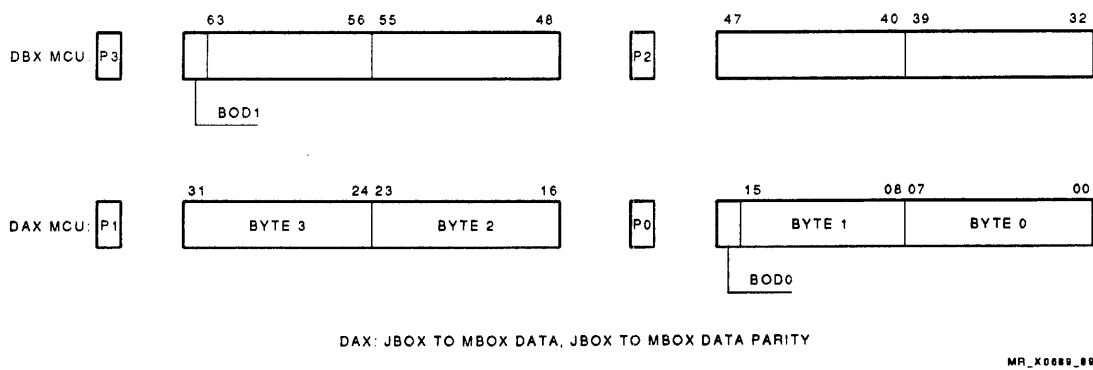 63 56 55 48 47 40 39 32
DBX MCU: P3 P2
BOD1
31 24 23 16 15 08 07 00
DAX MCU: P1 BYTE 3 BYTE 2 P0 BYTE 1 BYTE 0
BOD0
DAX: JBOX TO MBOX DATA, JBOX TO MBOX DATA PARITY
MR_X0689_89